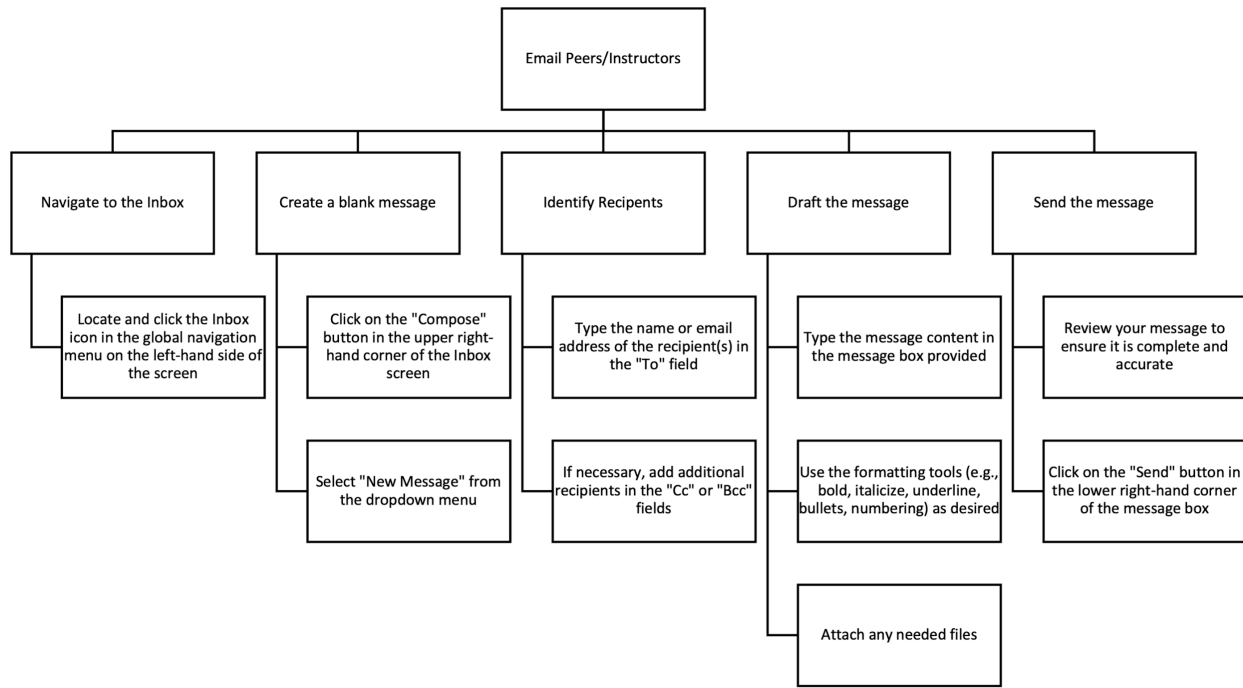 Email Peers/Instructors
Navigate to the Inbox
Create a blank message
Identify Recipents
Draft the message
Send the message
Locate and click the Inbox
icon in the global navigation
menu on the left-hand side of
the screen
Click on the "Compose"
button in the upper right-
hand corner of the Inbox
screen
Type the name or email
address of the recipient(s) in
the "To" field
Type the message content in
the message box provided
Review your message to
ensure it is complete and
accurate
Select "New Message" from
the dropdown menu
If necessary, add additional
recipients in the "Cc" or "Bcc"
fields
Use the formatting tools (e.g.,
bold, italicize, underline,
bullets, numbering) as desired
Click on the "Send" button in
the lower right-hand corner
of the message box
Attach any needed files